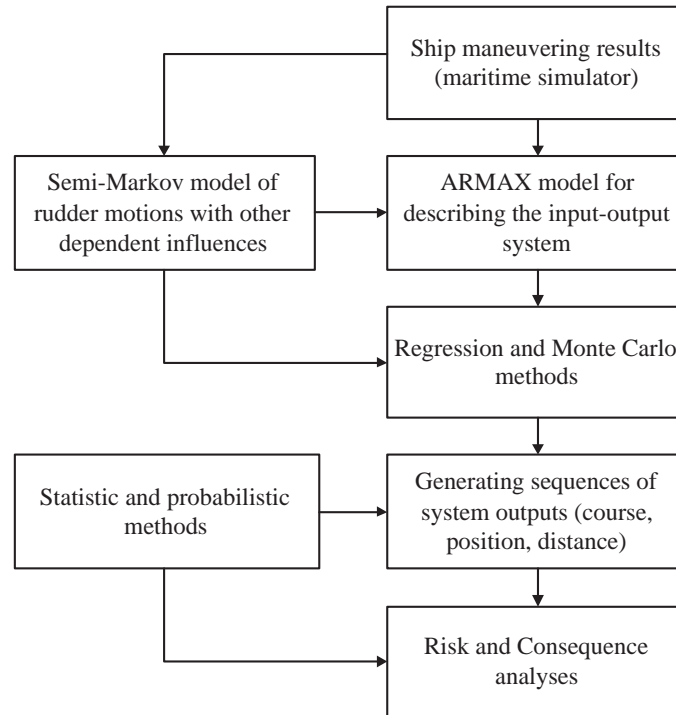 Ship maneuvering results
(maritime simulator)
Semi-Markov model of
rudder motions with other
dependent influences
ARMAX model for
describing the input-output
system
Regression and Monte Carlo
methods
Statistic and probabilistic
methods
Generating sequences of
system outputs (course,
position, distance)
Risk and Consequence
analyses